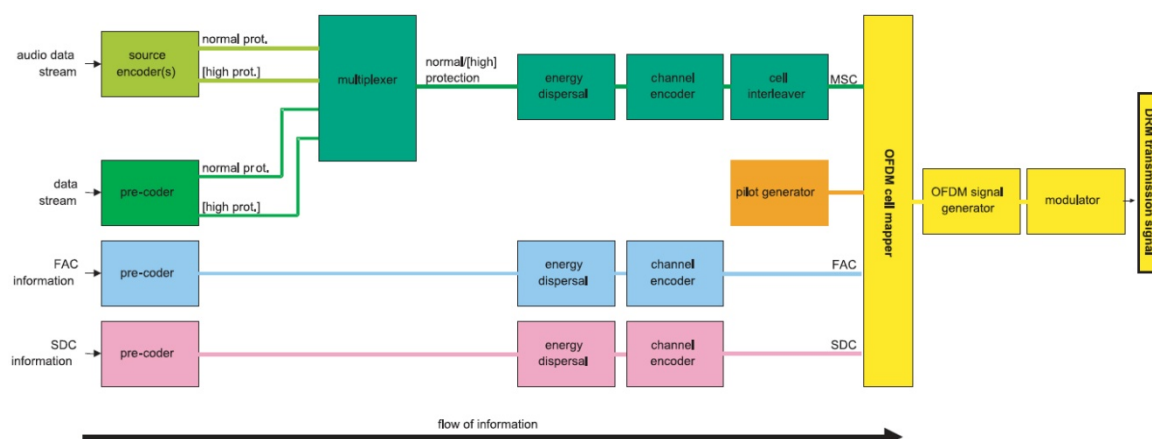 audio data
stream
source
encoder(s)
normal prot.
[high prot.]
multiplexer
normal/[high]
protection
energy
dispersal
channel
encoder
cell
interleaver
MSC
data
stream
pre-coder
normal prot.
[high prot.]
pilot generator
OFDM cell mapper
OFDM signal
generator
modulator
DRM transmission signal
FAC
information
pre-coder
energy
dispersal
channel
encoder
FAC
SDC
information
pre-coder
energy
dispersal
channel
encoder
SDC
flow of information